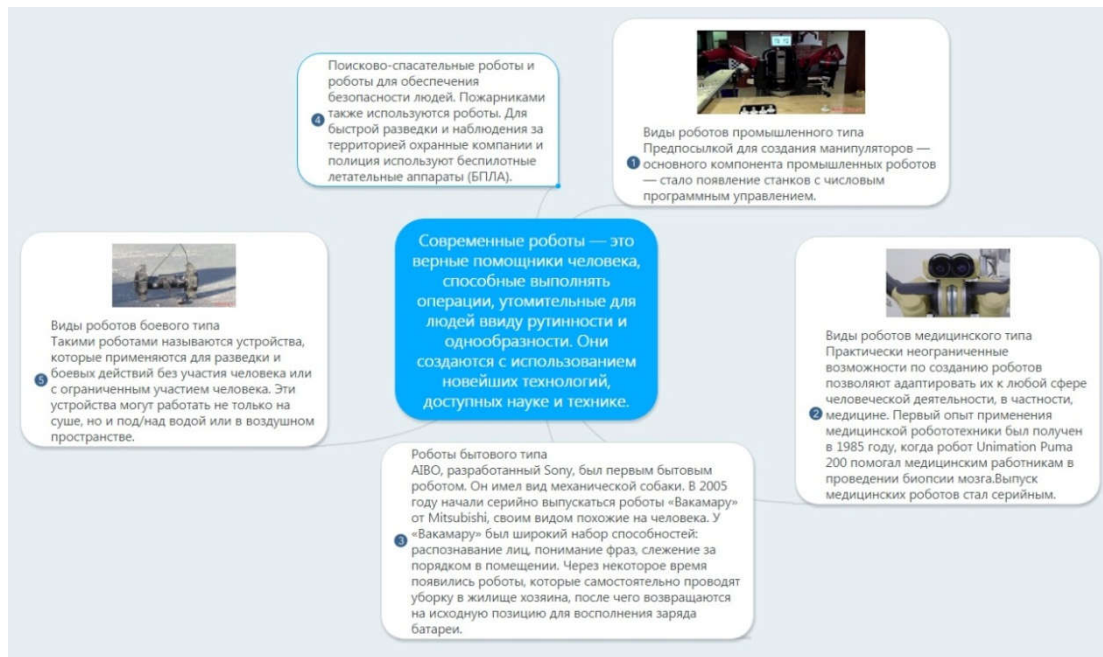 Современные роботы — это
верные помощники человека,
способные выполнять
операции, утомительные для
людей ввиду рутинности и
однообразности. Они
создаются с использованием
новейших технологий,
доступных науке и технике.
1
Виды роботов промышленного типа
Предпосылкой для создания манипуляторов —
основного компонента промышленных роботов
— стало появление станков с числовым
программным управлением.
2
Виды роботов медицинского типа
Практически неограниченные
возможности по созданию роботов
позволяют адаптировать их к любой сфере
человеческой деятельности, в частности,
медицине. Первый опыт применения
медицинской робототехники был получен
в 1985 году, когда робот Unimation Puma
200 помогал медицинским работникам в
проведении биопсии мозга.Выпуск
медицинских роботов стал серийным.
3
Роботы бытового типа
AIBO, разработанный Sony, был первым бытовым
роботом. Он имел вид механической собаки. В 2005
году начали серийно выпускаться роботы «Вакамару»
от Mitsubishi, своим видом похожие на человека. У
«Вакамару» был широкий набор способностей:
распознавание лиц, понимание фраз, слежение за
порядком в помещении. Через некоторое время
появились роботы, которые самостоятельно проводят
уборку в жилище хозяина, после чего возвращаются
на исходную позицию для восполнения заряда
батареи.
4
Поисково-спасательные роботы и
роботы для обеспечения
безопасности людей. Пожарниками
также используются роботы. Для
быстрой разведки и наблюдения за
территорией охранные компании и
полиция используют беспилотные
летательные аппараты (БПЛА).
5
Виды роботов боевого типа
Такими роботами называются устройства,
которые применяются для разведки и
боевых действий без участия человека или
с ограниченным участием человека. Эти
устройства могут работать не только на
суше, но и под/над водой или в воздушном
пространстве.